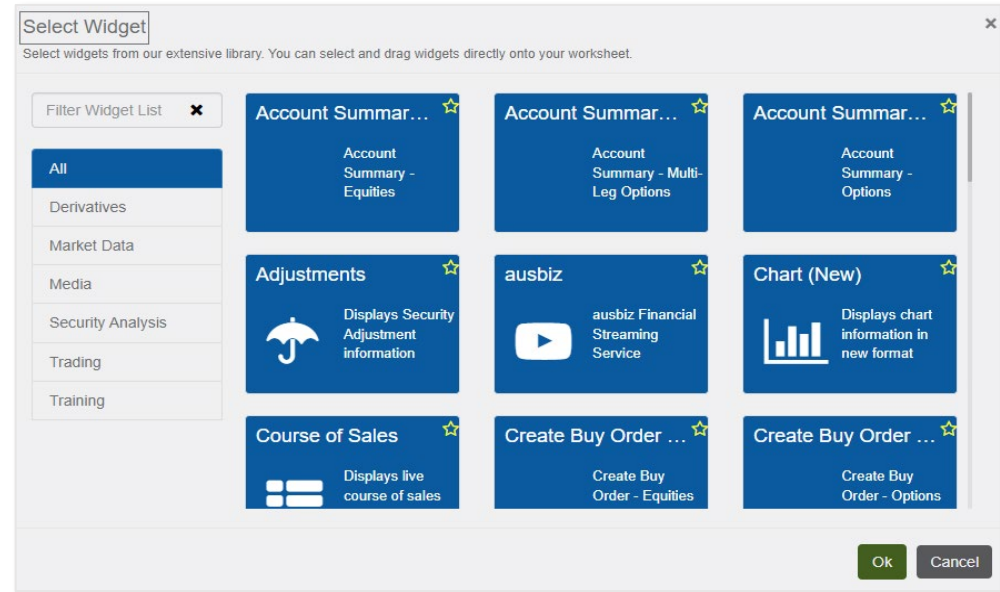 Select Widget
Select widgets from our extensive library. You can select and drag widgets directly onto your worksheet.
Filter Widget List
All
Derivatives
Market Data
Media
Security Analysis
Trading
Training
Account Summar...
Account
Summary -
Equities
Account Summar...
Account
Summary - Multi-
Leg Options
Account Summar...
Account
Summary -
Options
Adjustments
Displays Security
Adjustment
information
ausbiz
ausbiz Financial
Streaming
Service
Chart (New)
Displays chart
information in
new format
Course of Sales
Displays live
course of sales
Create Buy Order ...
Create Buy
Order - Equities
Create Buy Order ...
Create Buy
Order - Options
Ok
Cancel